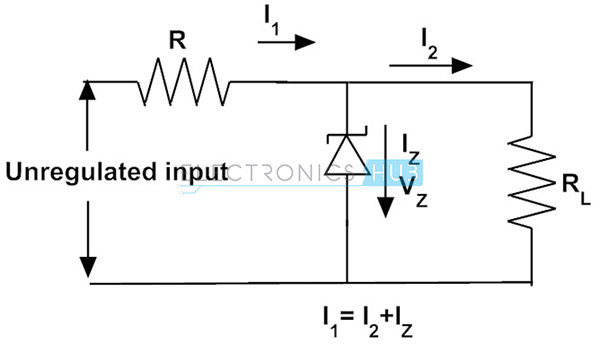 I1
R
I2
Unregulated input
IZ
VZ
ELECTRONICS HUB
RL
I1= I2+IZ